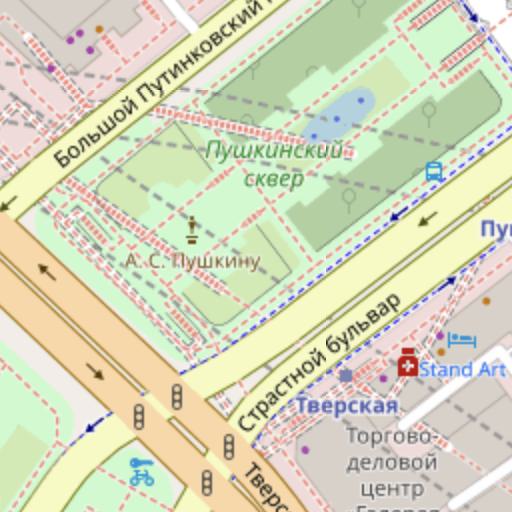 Большой Путинковский
Пушкинский
сквер
А. С. Пушкину
Страстной бульвар
Stand Art
Тверская
Торгово-
деловой
центр